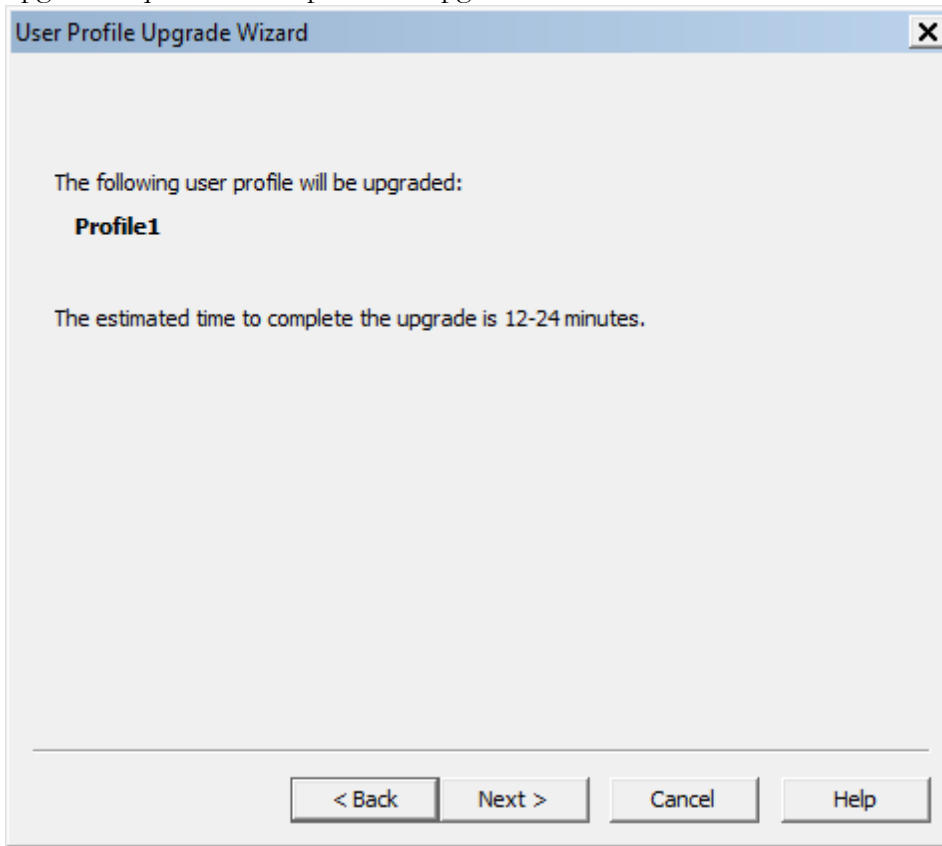 User Profile Upgrade Wizard
The following user profile will be upgraded:
Profile1
The estimated time to complete the upgrade is 12-24 minutes.
< Back Next > Cancel Help